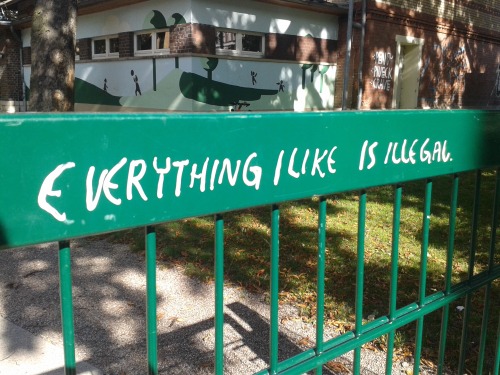 EVERYTHING I LIKE IS ILLEGAL.